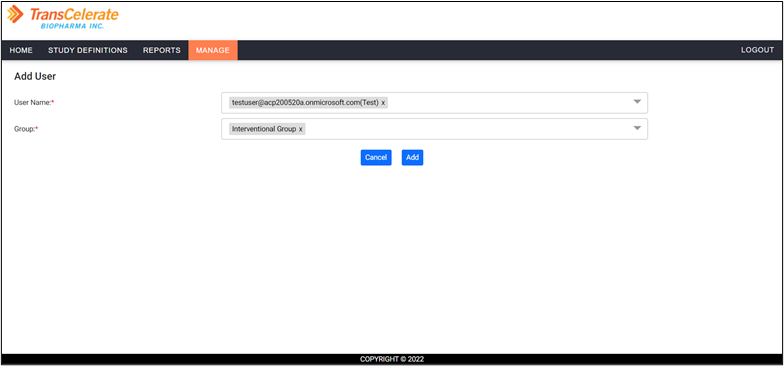 TransCelerate
BIOPHARMA INC.
HOME STUDY DEFINITIONS REPORTS MANAGE LOGOUT
Add User
User Name:* testuser@acp200520a.onmicrosoft.com(Test) x
Group:* Interventional Group x
Cancel Add
COPYRIGHT © 2022